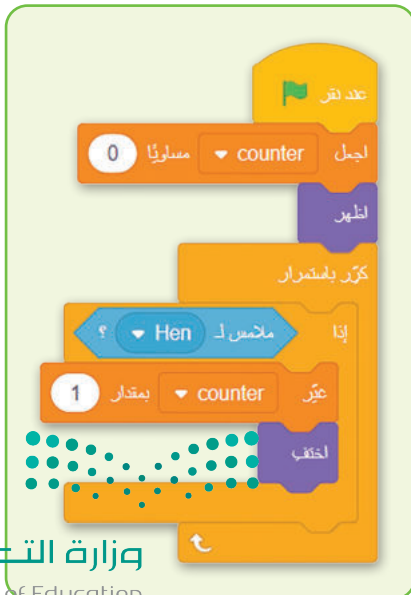 عند نقر
اجعل counter مساويًا 0
اظهر
كرّر باستمرار
إذا ملامس لـ Hen ؟
غيّر counter بمقدار 1
اختفِ
وزارة التـ
of Education